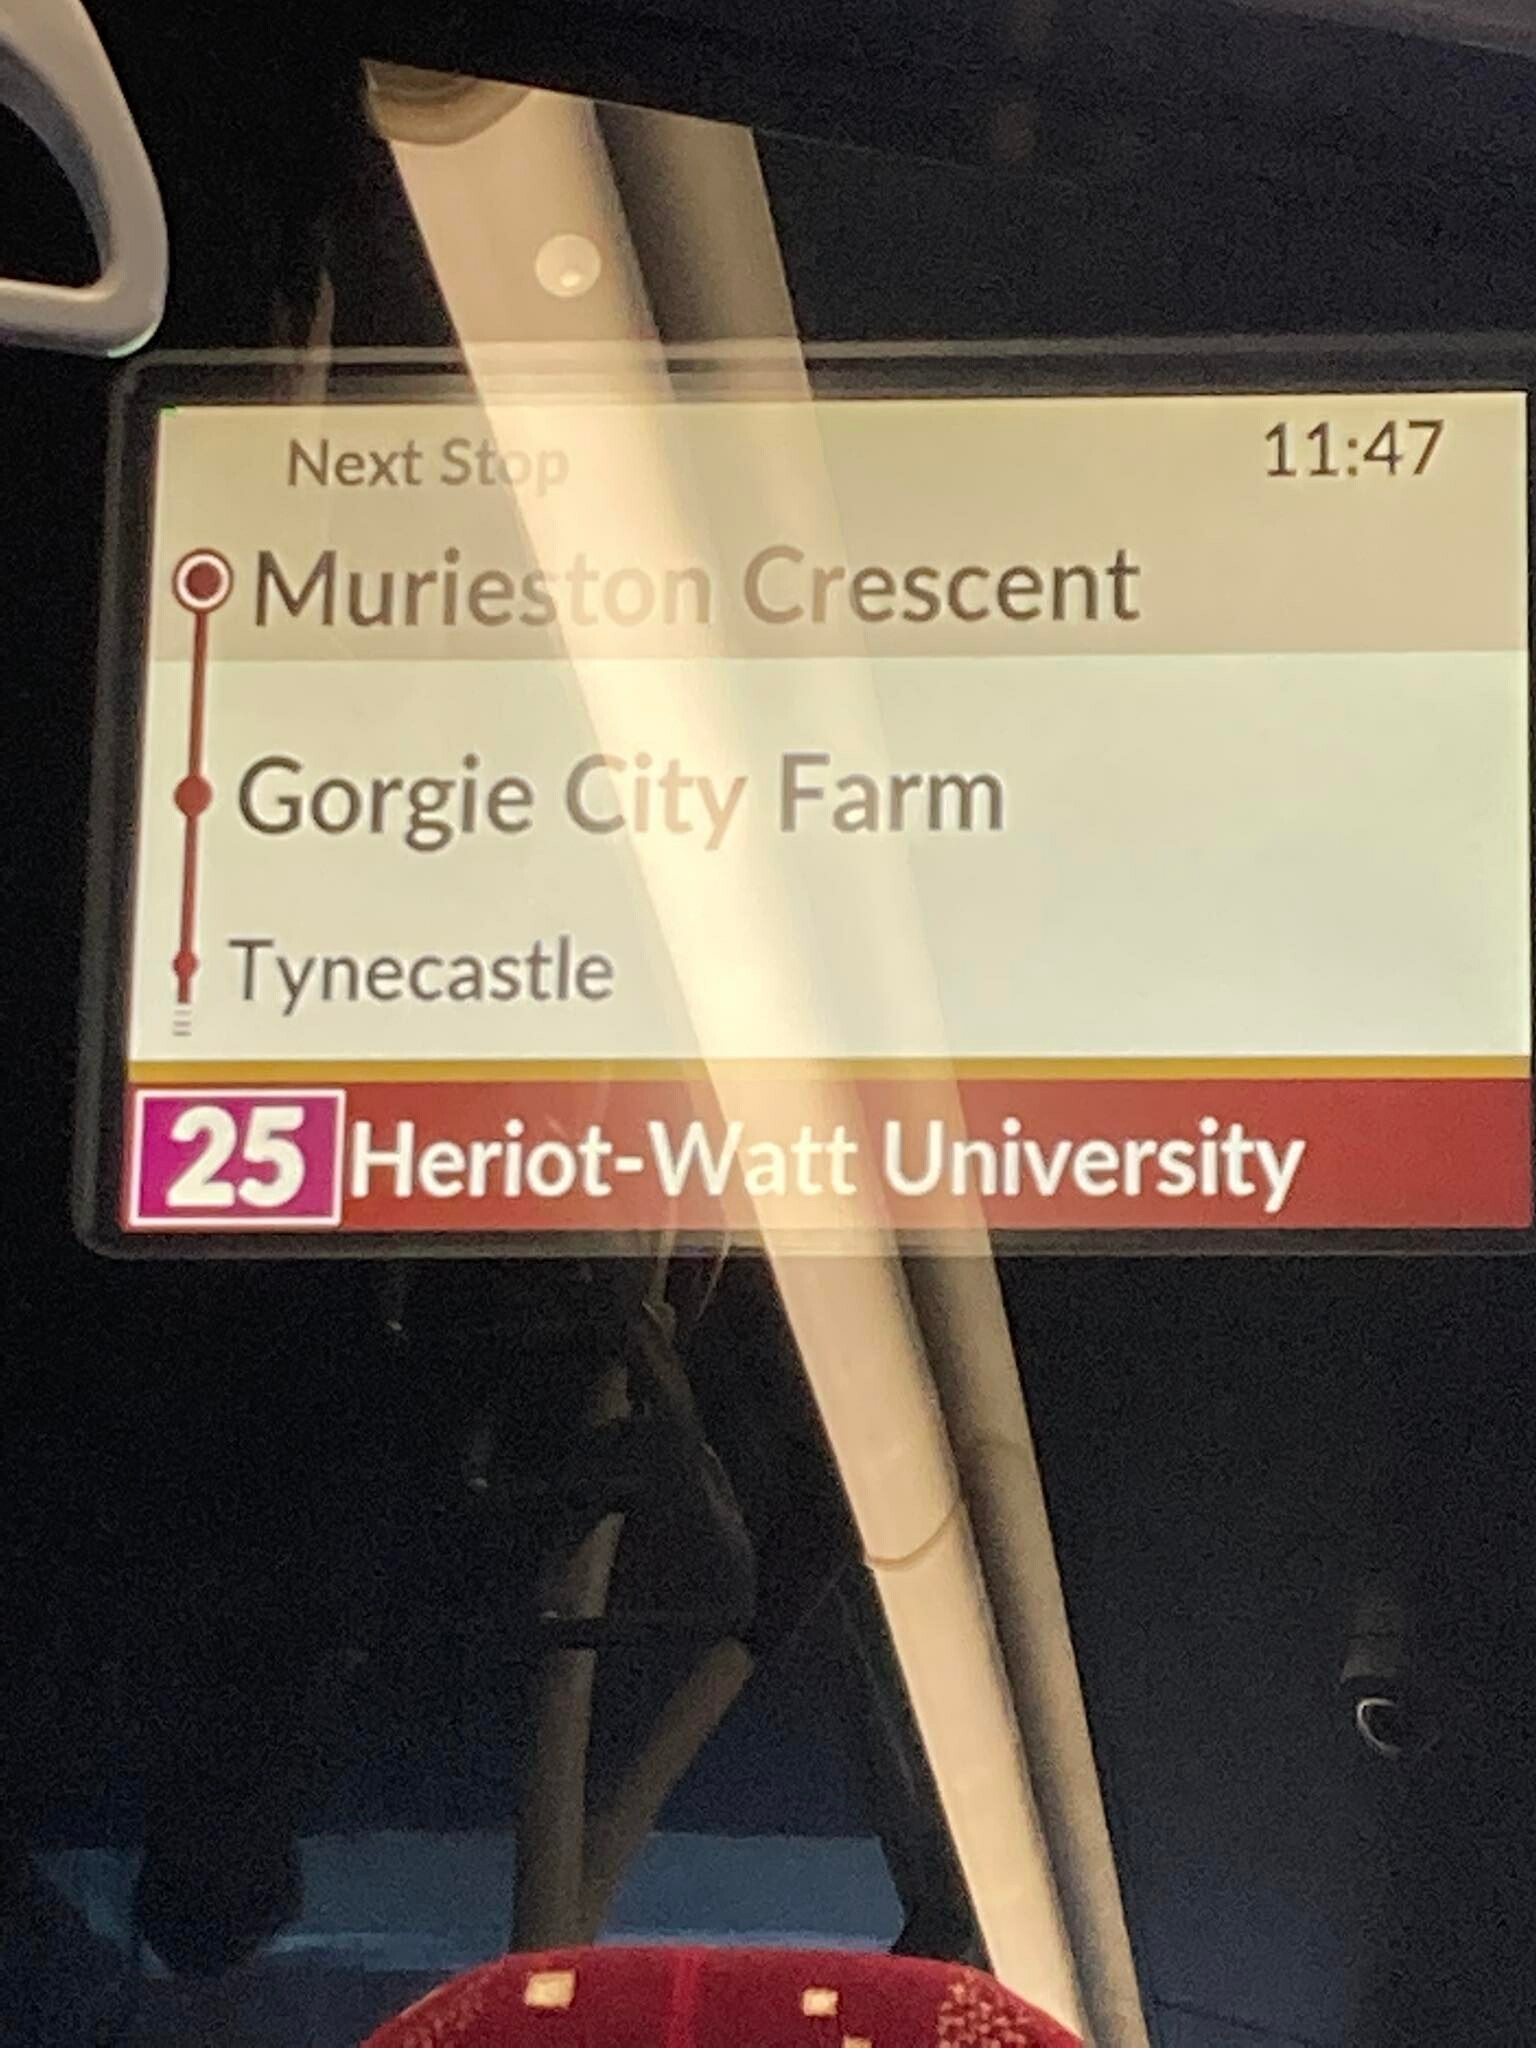 Next Stop
11:47
Murieston Crescent
Gorgie City Farm
Tynecastle
25 Heriot-Watt University